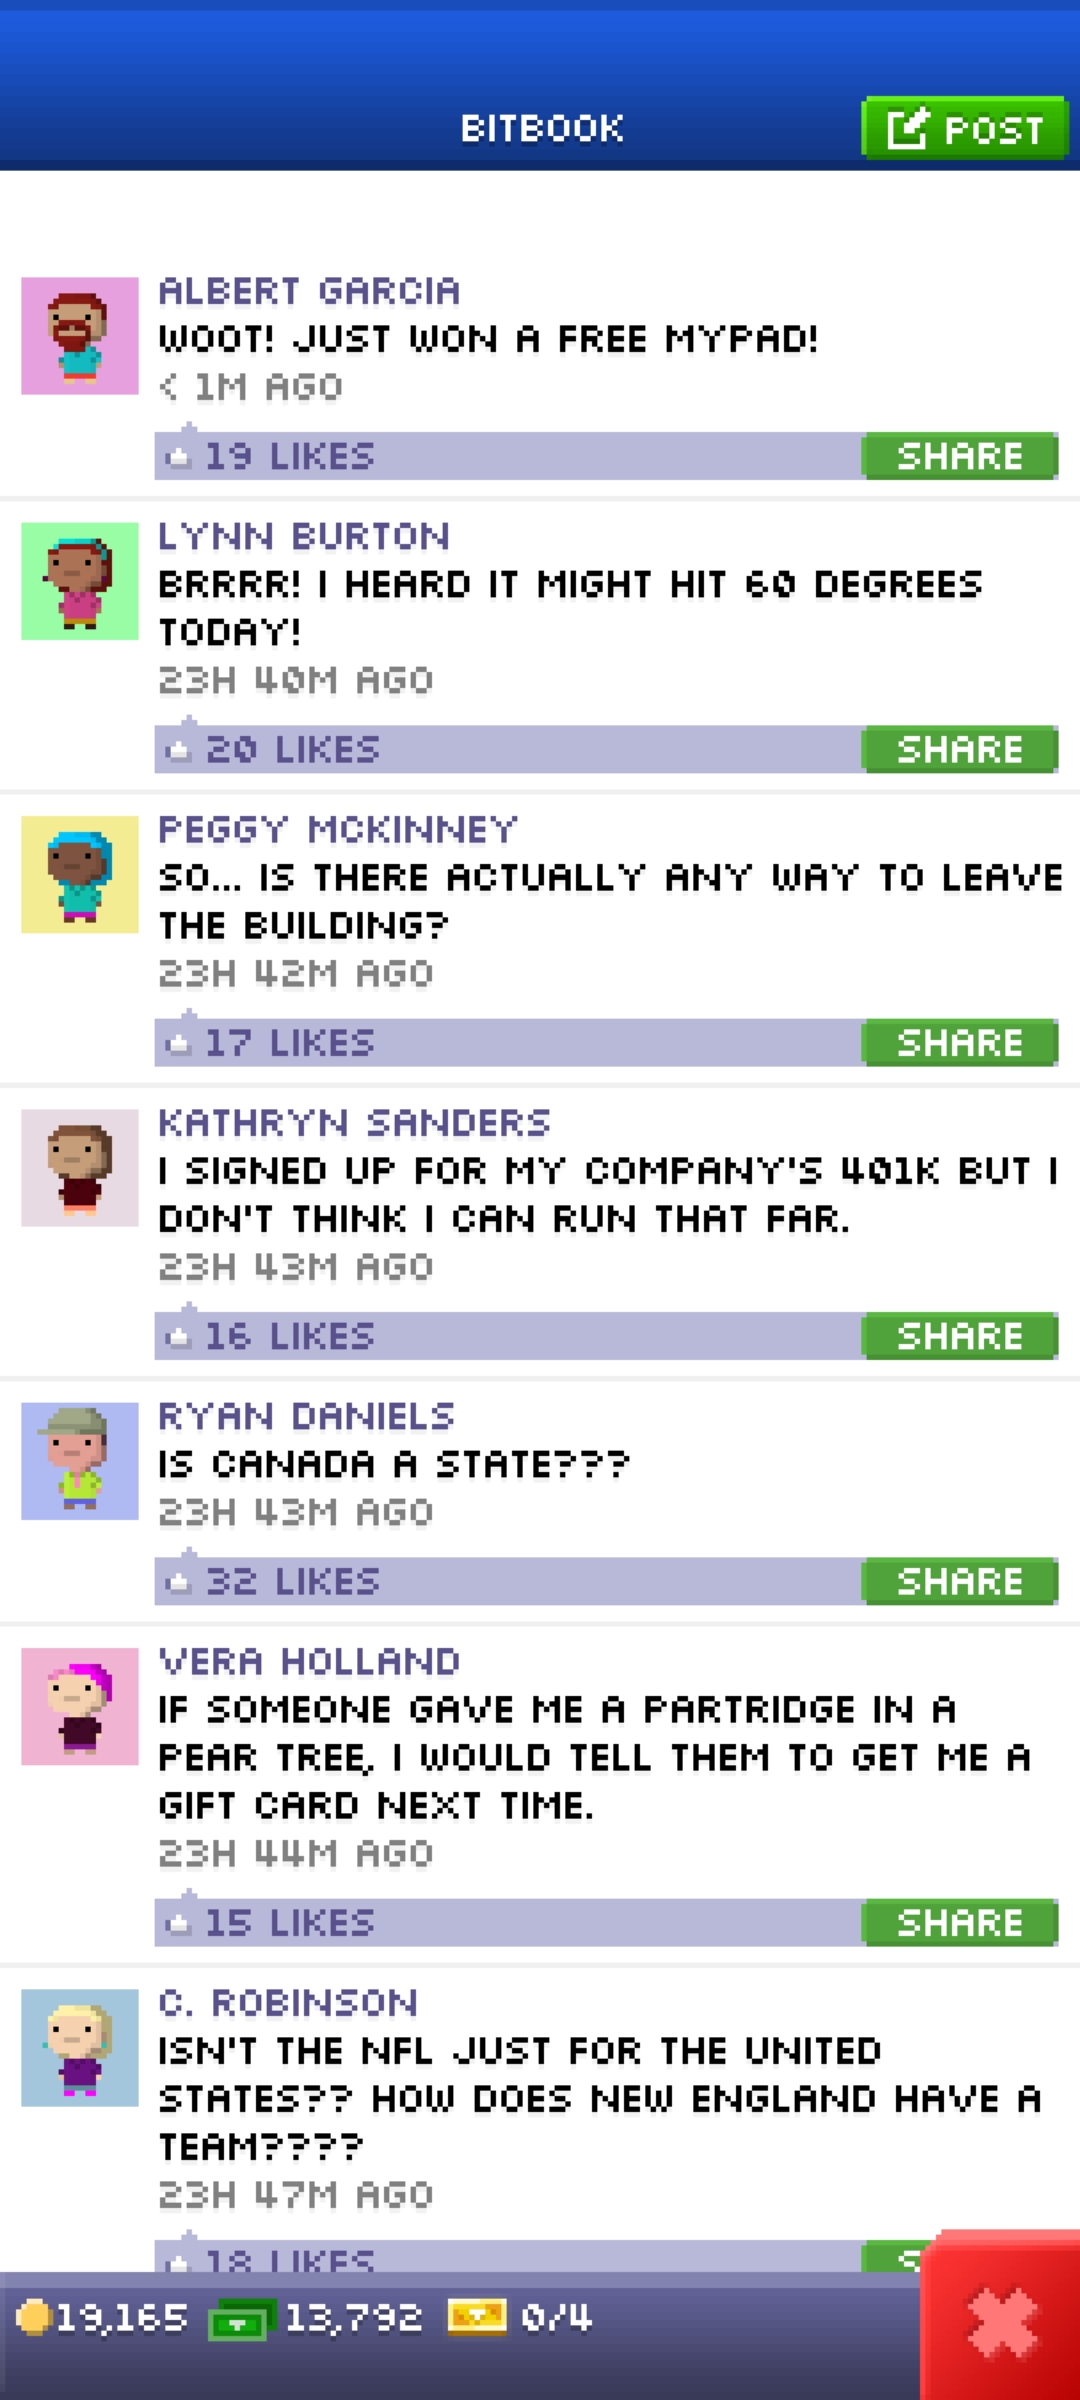 BITBOOK
POST
ALBERT GARCIA
WOOT! JUST WON A FREE MYPAD!
< 1M AGO
19 LIKES
SHARE
LYNN BURTON
BRRRR! I HEARD IT MIGHT HIT 60 DEGREES
TODAY!
23H 40M AGO
20 LIKES
SHARE
PEGGY MCKINNEY
SO... IS THERE ACTUALLY ANY WAY TO LEAVE
THE BUILDING?
23H 42M AGO
17 LIKES
SHARE
KATHRYN SANDERS
I SIGNED UP FOR MY COMPANY'S 401K BUT I
DON'T THINK I CAN RUN THAT FAR.
23H 43M AGO
16 LIKES
SHARE
RYAN DANIELS
IS CANADA A STATE???
23H 43M AGO
32 LIKES
SHARE
VERA HOLLAND
IF SOMEONE GAVE ME A PARTRIDGE IN A
PEAR TREE, I WOULD TELL THEM TO GET ME A
GIFT CARD NEXT TIME.
23H 44M AGO
15 LIKES
SHARE
C. ROBINSON
ISN'T THE NFL JUST FOR THE UNITED
STATES?? HOW DOES NEW ENGLAND HAVE A
TEAM????
23H 47M AGO
18 LIKES
19,165 13,792 0/4